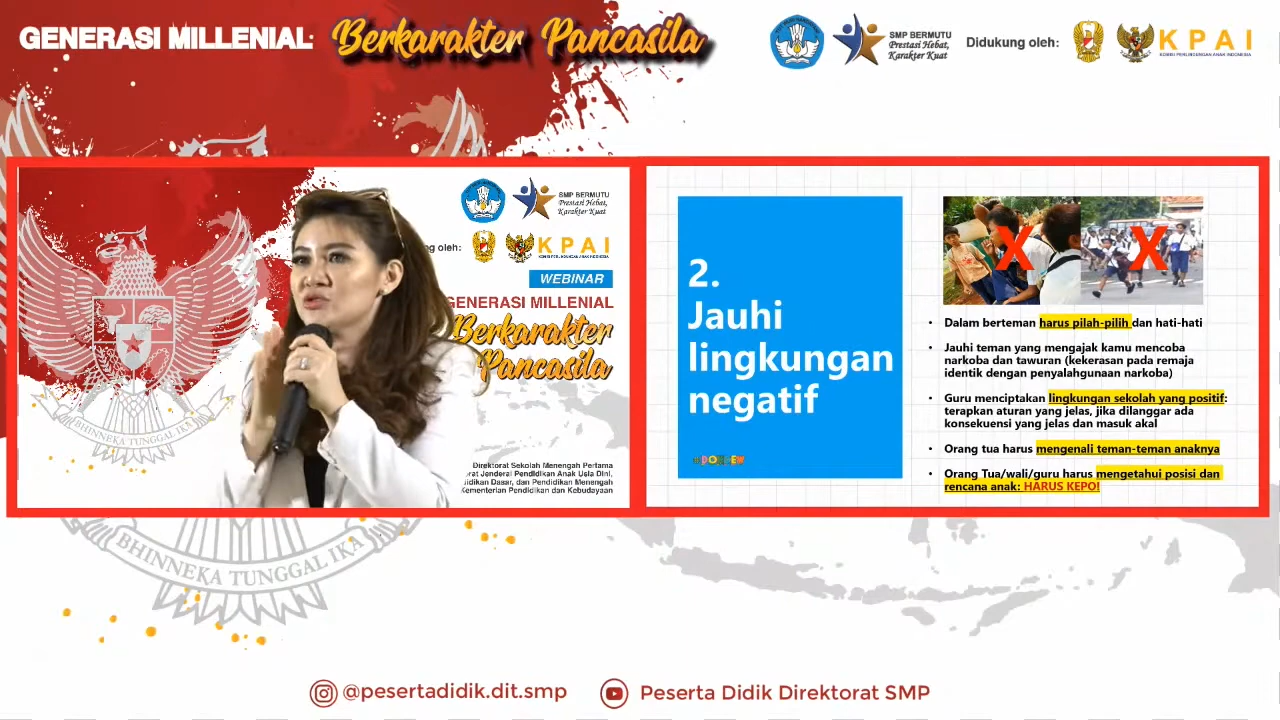 GENERASI MILLENIAL:
Berkarakter Pancasila
SMP BERMUTU
Prestasi Hebat,
Karakter Kuat
Didukung oleh:
KPAI
KOMISI PERLINDUNGAN ANAK INDONESIA
SMP BERMUTU
Prestasi Hebat,
Karakter Kuat
ng oleh:
KPAI
WEBINAR
GENERASI MILLENIAL
Berkarakter
Pancasila
BHINNEKA TUNGGAL IKA
Direktorat Sekolah Menengah Pertama
rat Jenderal Pendidikan Anak Usia Dini,
didikan Dasar, dan Pendidikan Menengah
Kementerian Pendidikan dan Kebudayaan
2.
Jauhi
lingkungan
negatif
X X
• Dalam berteman harus pilah-pilih dan hati-hati
• Jauhi teman yang mengajak kamu mencoba
narkoba dan tawuran (kekerasan pada remaja
identik dengan penyalahgunaan narkoba)
• Guru menciptakan lingkungan sekolah yang positif:
terapkan aturan yang jelas, jika dilanggar ada
konsekuensi yang jelas dan masuk akal
• Orang tua harus mengenali teman-teman anaknya
• Orang Tua/wali/guru harus mengetahui posisi dan
rencana anak: HARUS KEPO!
BHINNEKA TUNGGAL IKA
@pesertadidik.dit.smp
Peserta Didik Direktorat SMP